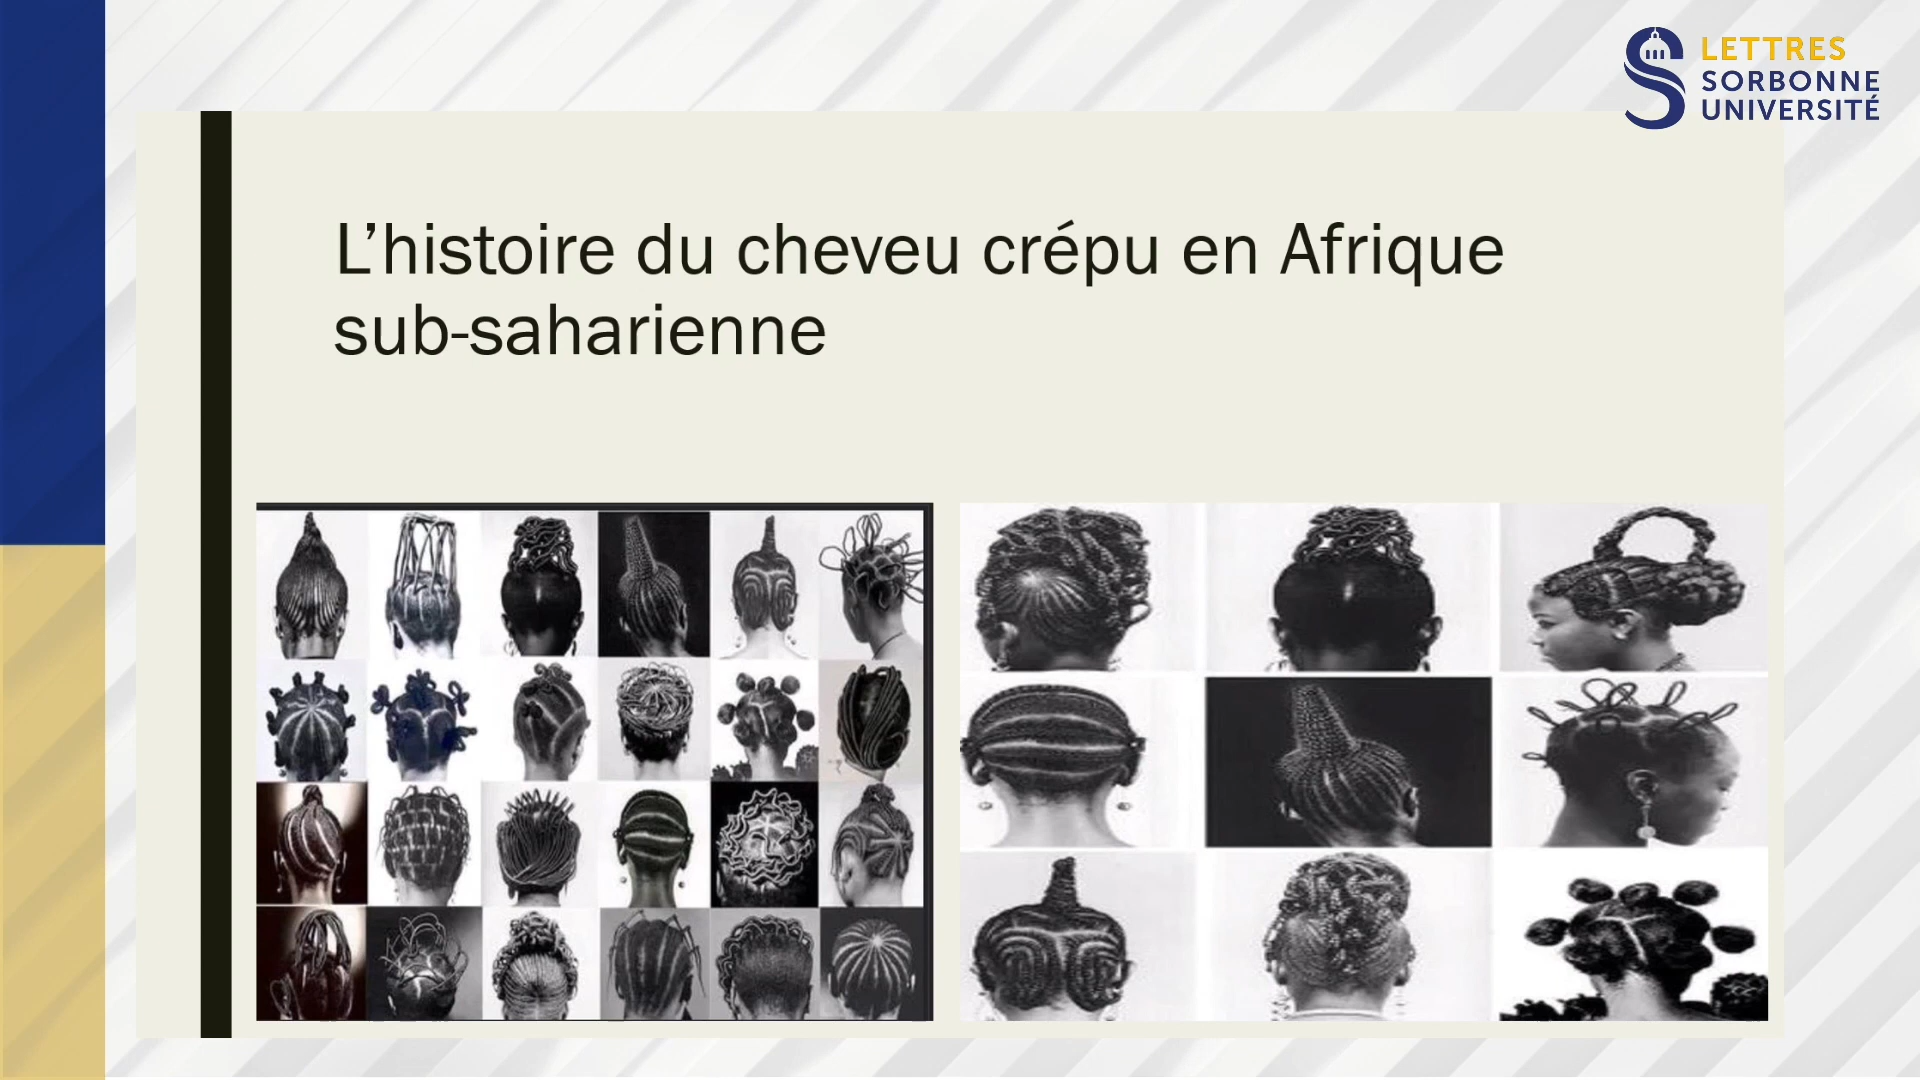 LETTRES
SORBONNE
UNIVERSITÉ
L’histoire du cheveu crépu en Afrique
sub-saharienne